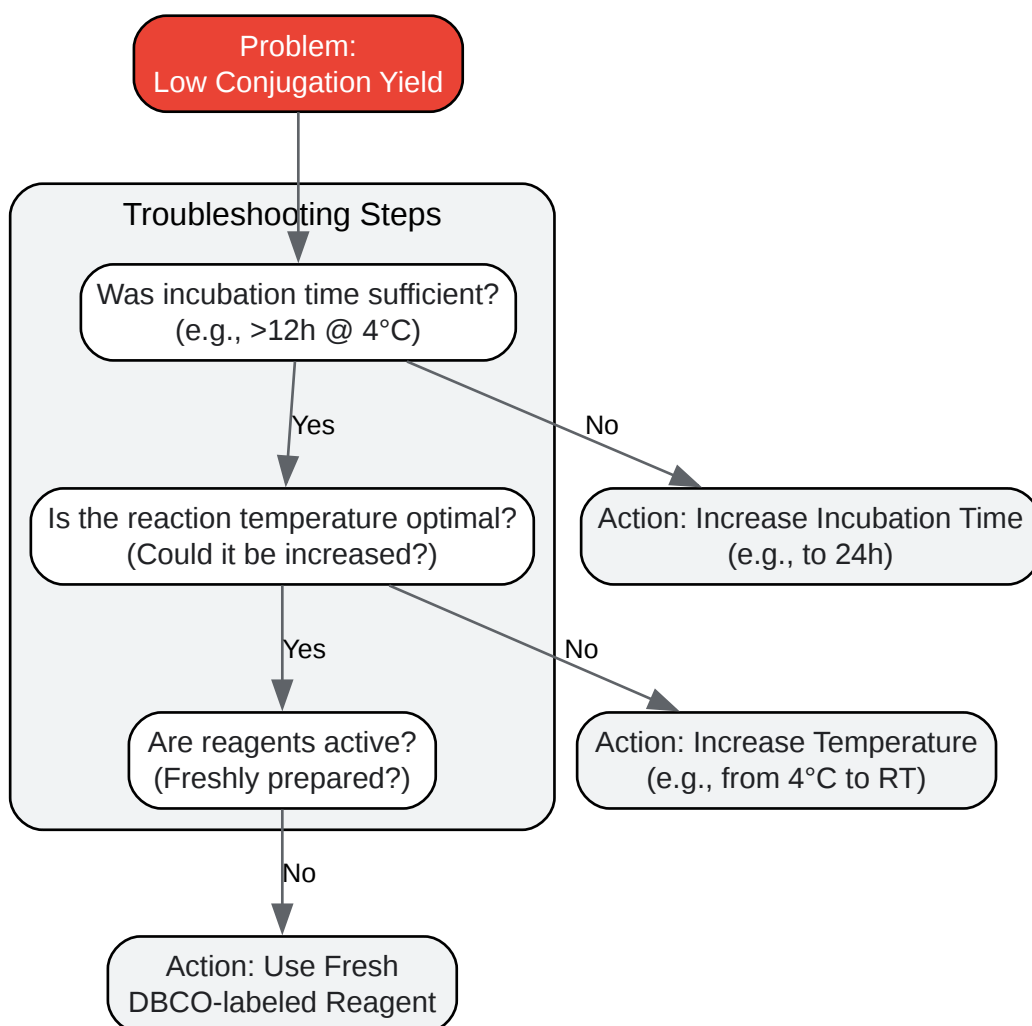 Problem:
Low Conjugation Yield
Troubleshooting Steps
Was incubation time sufficient?
(e.g., >12h @ 4°C)
Yes
No
Is the reaction temperature optimal?
(Could it be increased?)
Action: Increase Incubation Time
(e.g., to 24h)
Yes
No
Are reagents active?
(Freshly prepared?)
Action: Increase Temperature
(e.g., from 4°C to RT)
No
Action: Use Fresh
DBCO-labeled Reagent